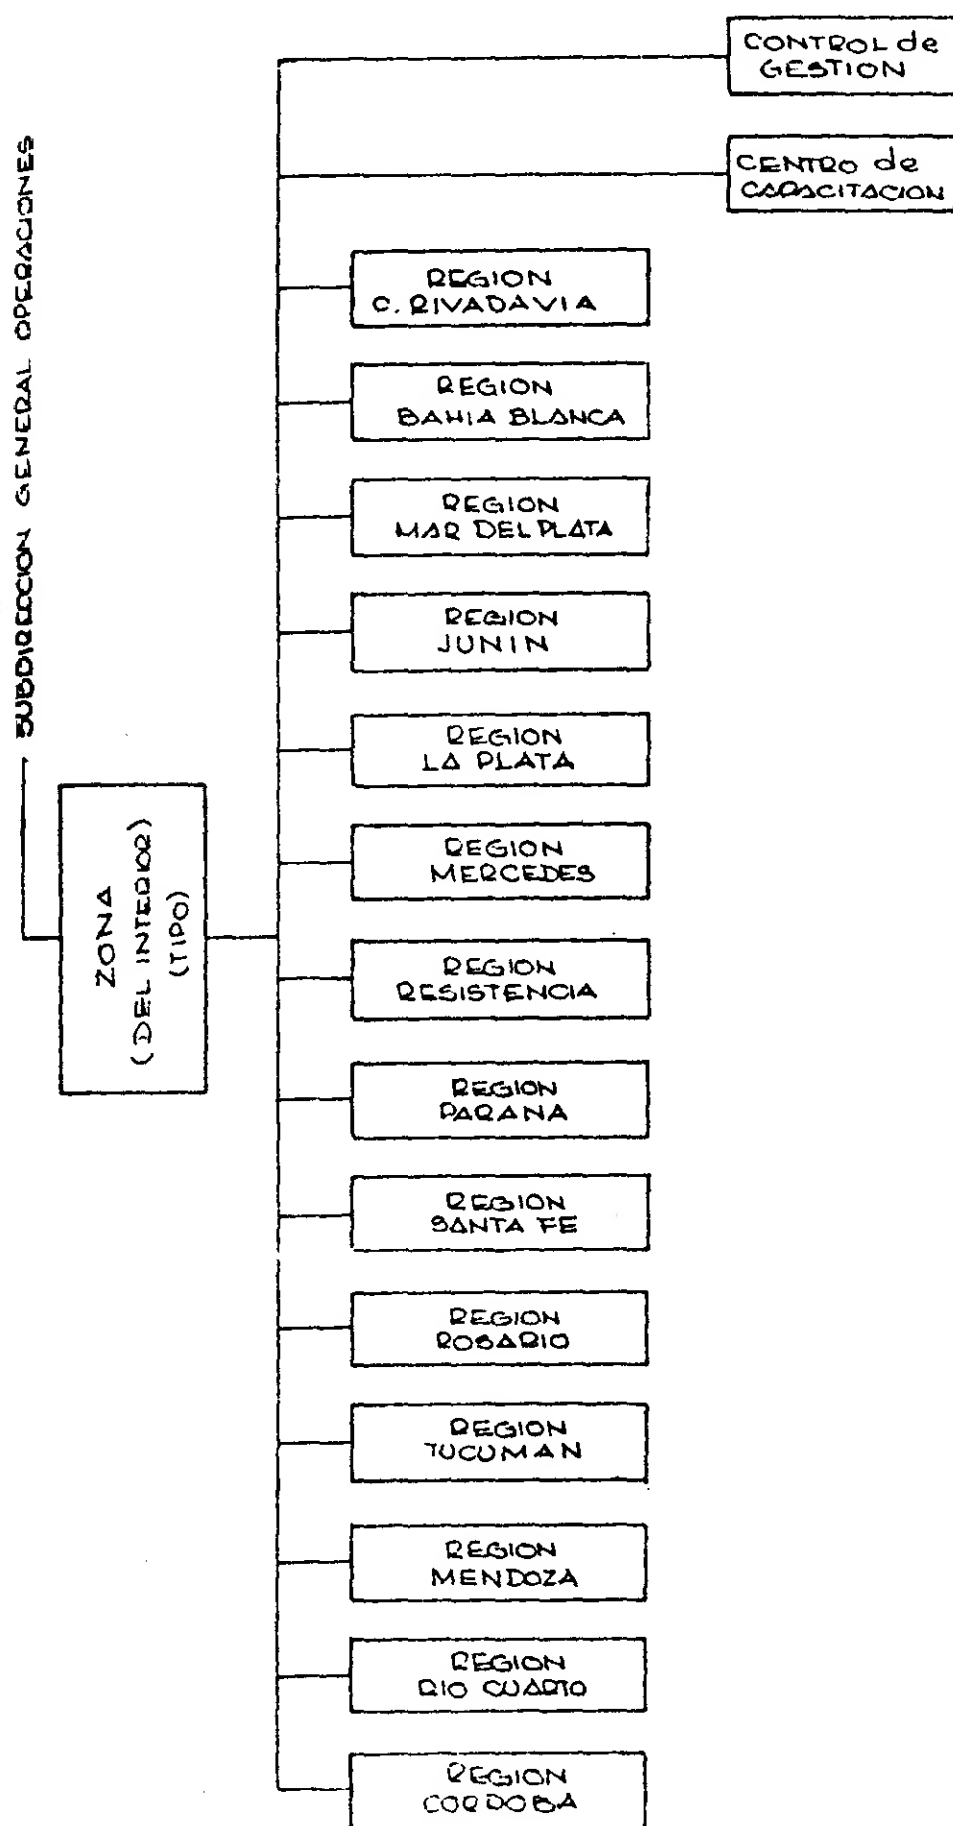 SUBDIRECCION GENERAL OPERACIONES
ZONA
(DEL INTERIOR)
(TIPO)
CONTROL de
GESTION
CENTRO de
CAPACITACION
REGION
C. RIVADAVIA
REGION
BAHIA BLANCA
REGION
MAR DEL PLATA
REGION
JUNIN
REGION
LA PLATA
REGION
MERCEDES
REGION
RESISTENCIA
REGION
PARANA
REGION
SANTA FE
REGION
ROSARIO
REGION
TUCUMAN
REGION
MENDOZA
REGION
RIO CUARTO
REGION
CORDOBA